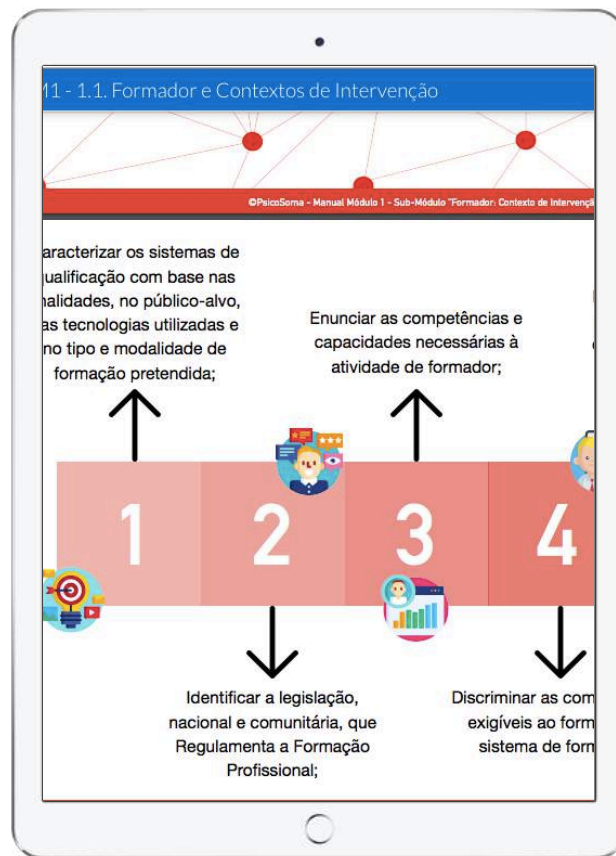 M1 - 1.1. Formador e Contextos de Intervenção
©PsicoSoma - Manual Módulo 1 - Sub-Módulo "Formador: Contexto de Intervençã
aracterizar os sistemas de
ualificação com base nas
nalidades, no público-alvo,
as tecnologias utilizadas e
no tipo e modalidade de
formação pretendida;
Enunciar as competências e
capacidades necessárias à
atividade de formador;
1
2
3
4
Identificar a legislação,
nacional e comunitária, que
Regulamenta a Formação
Profissional;
Discriminar as com
exigíveis ao form
sistema de form